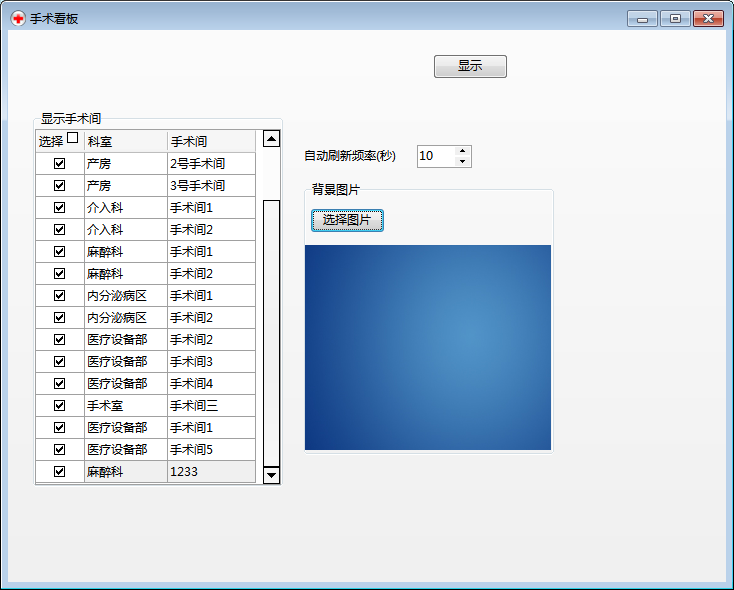 手术看板
显示
显示手术间
选择 科室 手术间
产房 2号手术间
产房 3号手术间
介入科 手术间1
介入科 手术间2
麻醉科 手术间1
麻醉科 手术间2
内分泌病区 手术间1
内分泌病区 手术间2
医疗设备部 手术间2
医疗设备部 手术间3
医疗设备部 手术间4
手术室 手术间三
医疗设备部 手术间1
医疗设备部 手术间5
麻醉科 1233
自动刷新频率(秒) 10
背景图片
选择图片